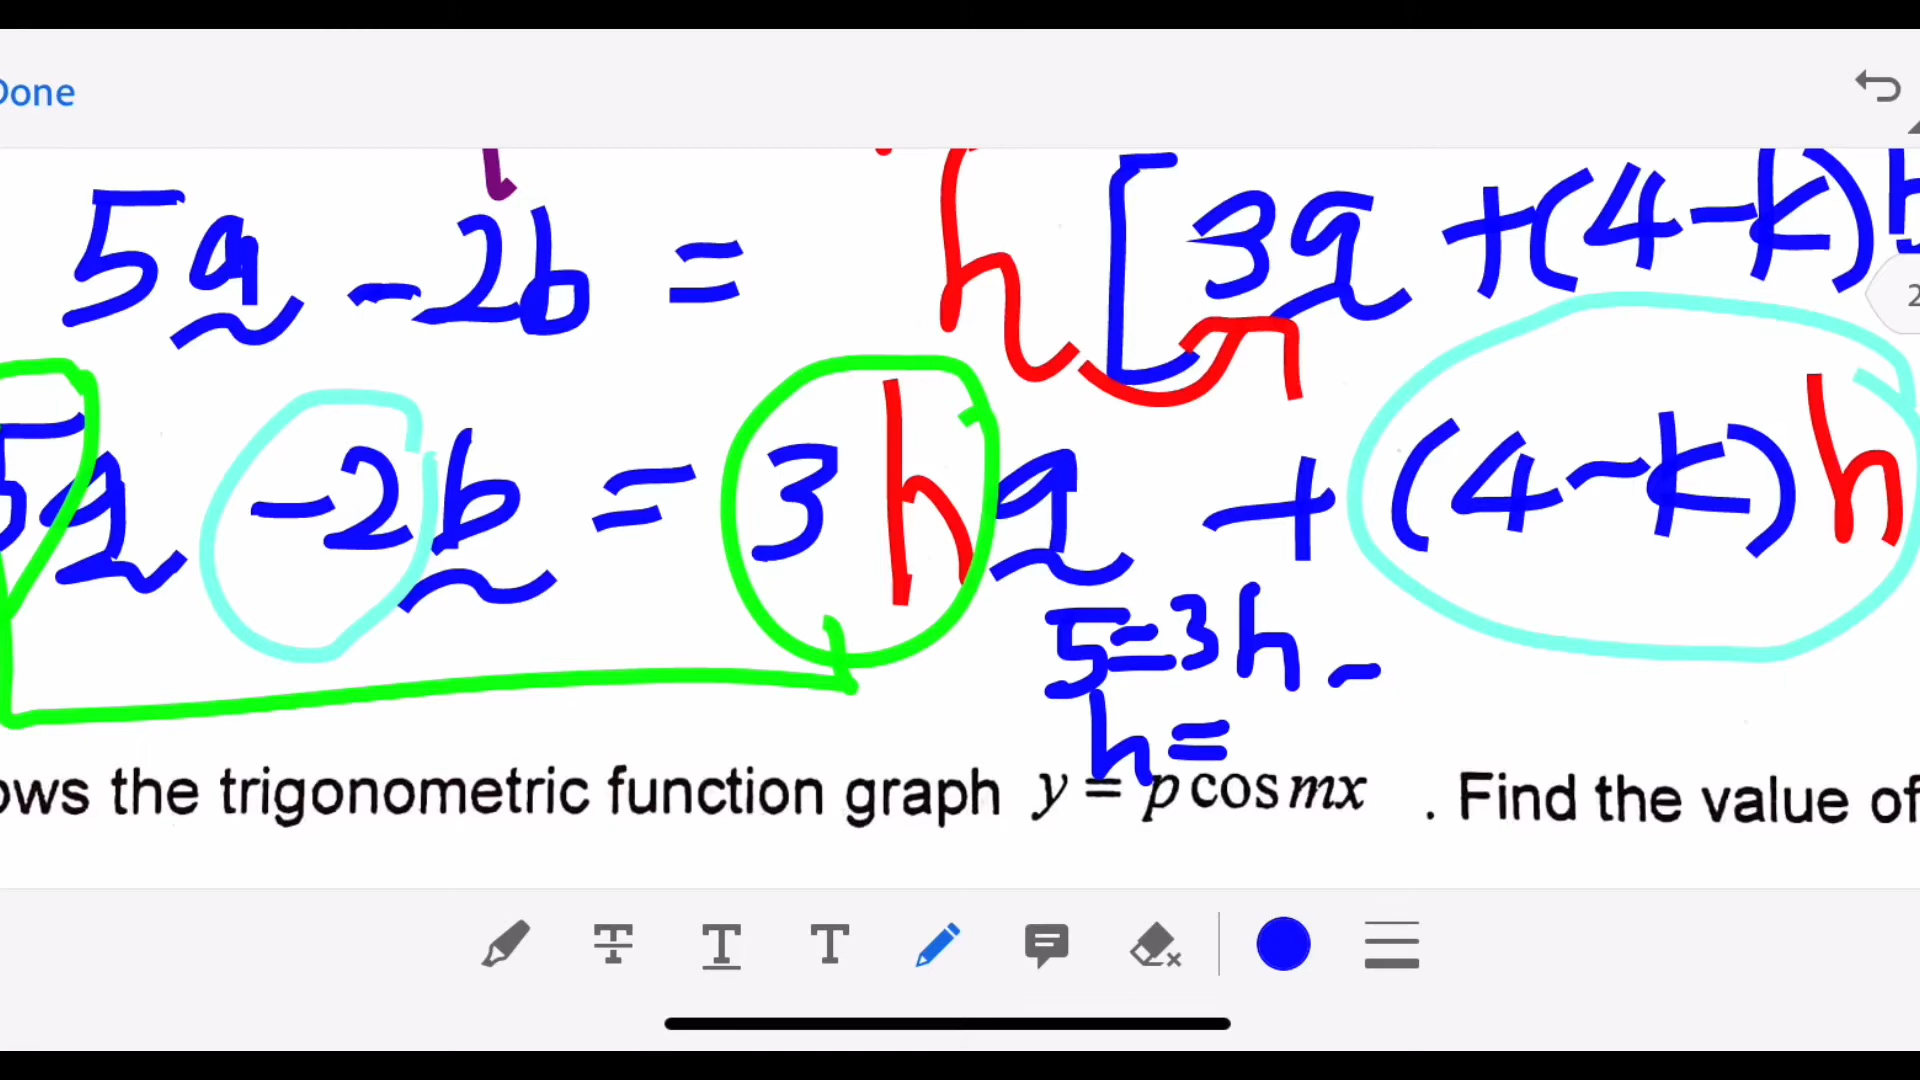 Done
5a - 2b = h [3a + (4-k)b
2
5a - 2b = 3ha + (4-k)h
5 = 3h -
h =
ows the trigonometric function graph y = p cos mx . Find the value of
T T T